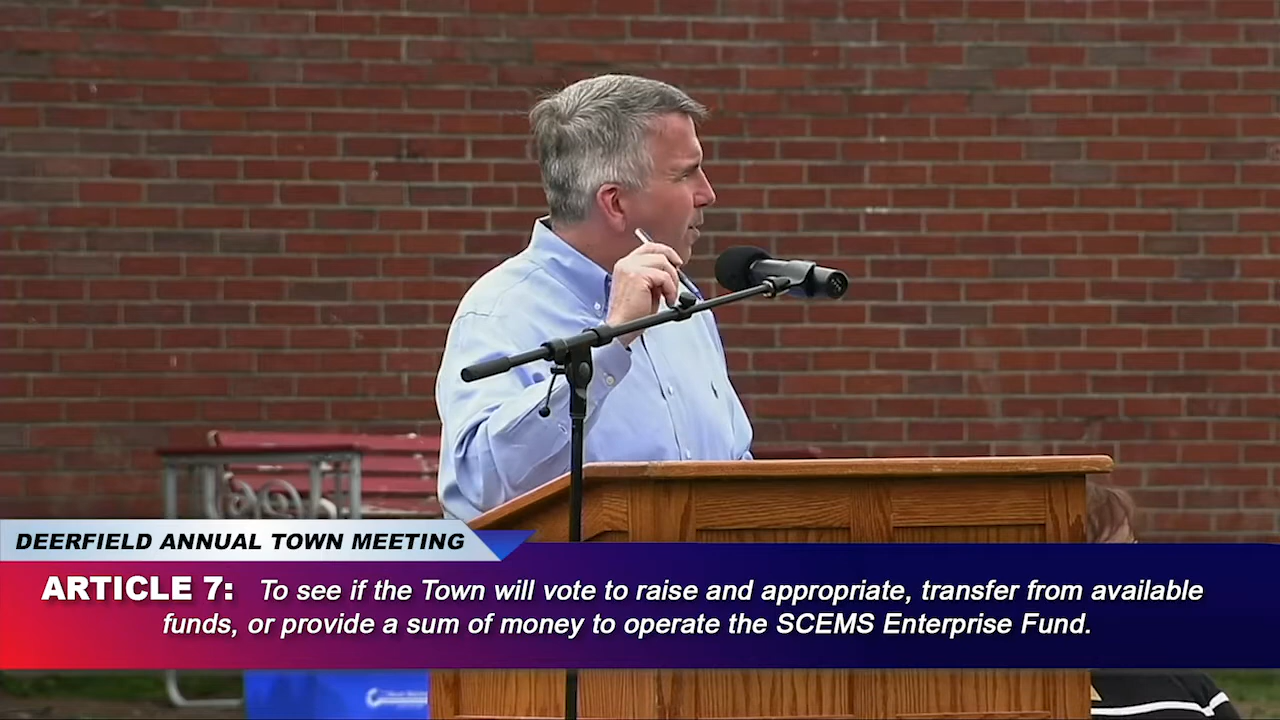 DEERFIELD ANNUAL TOWN MEETING
ARTICLE 7: To see if the Town will vote to raise and appropriate, transfer from available
funds, or provide a sum of money to operate the SCEMS Enterprise Fund.